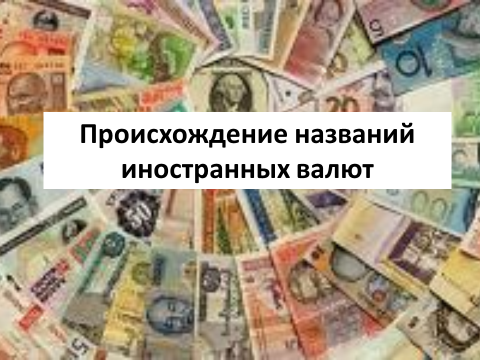 Происхождение названий
иностранных валют